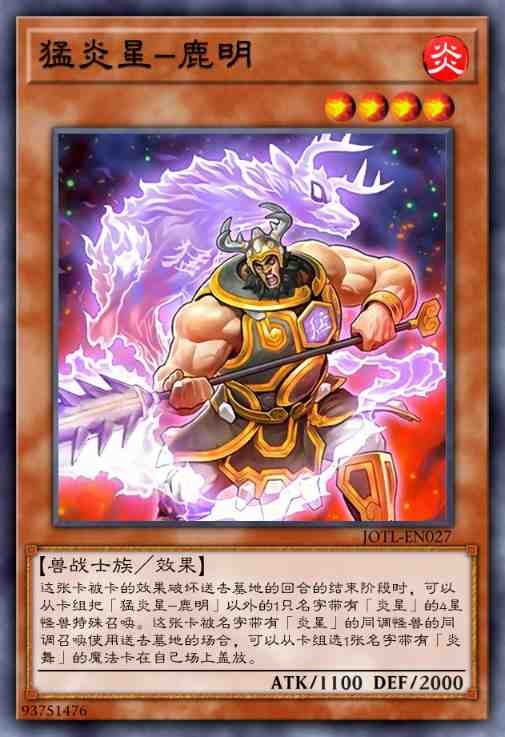 猛炎星-鹿明
炎
JOTL-EN027
【兽战士族／效果】
这张卡被卡的效果破坏送去墓地的回合的结束阶段时，可以
从卡组把「猛炎星-鹿明」以外的1只名字带有「炎星」的4星
怪兽特殊召唤。这张卡被名字带有「炎星」的同调怪兽的同
调召唤使用送去墓地的场合，可以从卡组选1张名字带有「炎
舞」的魔法卡在自己场上盖放。
ATK/1100 DEF/2000
93751476